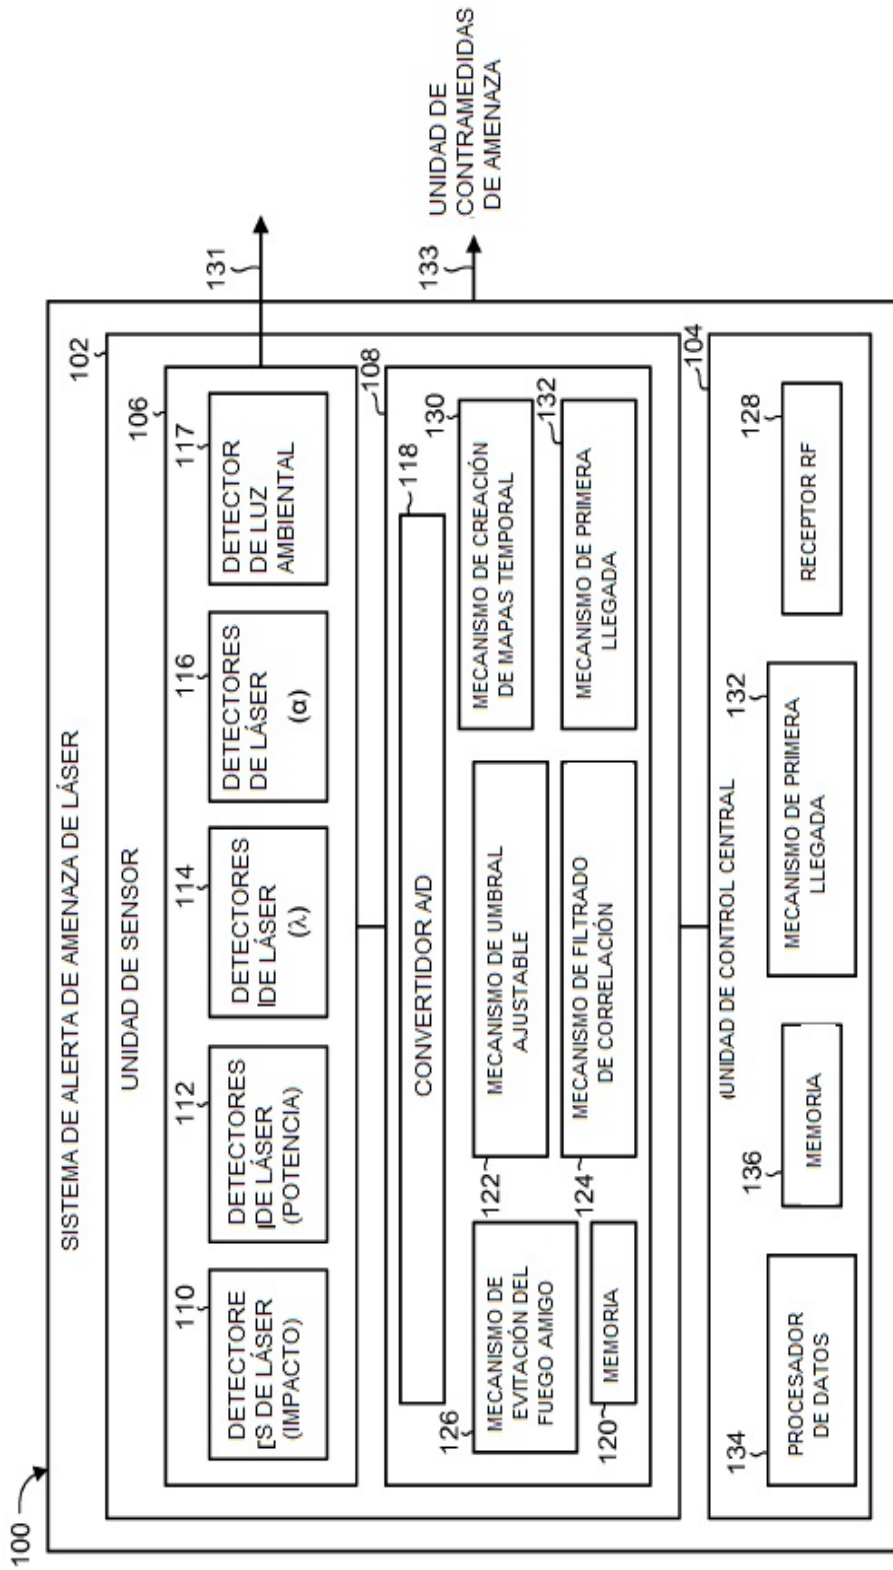 100
SISTEMA DE ALERTA DE AMENAZA DE LÁSER
102
UNIDAD DE SENSOR
106
110
DETECTORE
S DE LÁSER
(IMPACTO)
112
DETECTORES
DE LÁSER
(POTENCIA)
114
DETECTORES
DE LÁSER
(λ)
116
DETECTORES
DE LÁSER
(α)
117
DETECTOR
DE LUZ
AMBIENTAL
131
108
CONVERTIDOR A/D
118
126
MECANISMO DE
EVITACIÓN DEL
FUEGO AMIGO
122
MECANISMO DE UMBRAL
AJUSTABLE
130
MECANISMO DE CREACIÓN
DE MAPAS TEMPORAL
120
MEMORIA
124
MECANISMO DE FILTRADO
DE CORRELACIÓN
132
MECANISMO DE PRIMERA
LLEGADA
133
UNIDAD DE
CONTRAMEDIDAS
DE AMENAZA
104
UNIDAD DE CONTROL CENTRAL
134
PROCESADOR
DE DATOS
136
MEMORIA
132
MECANISMO DE PRIMERA
LLEGADA
128
RECEPTOR RF